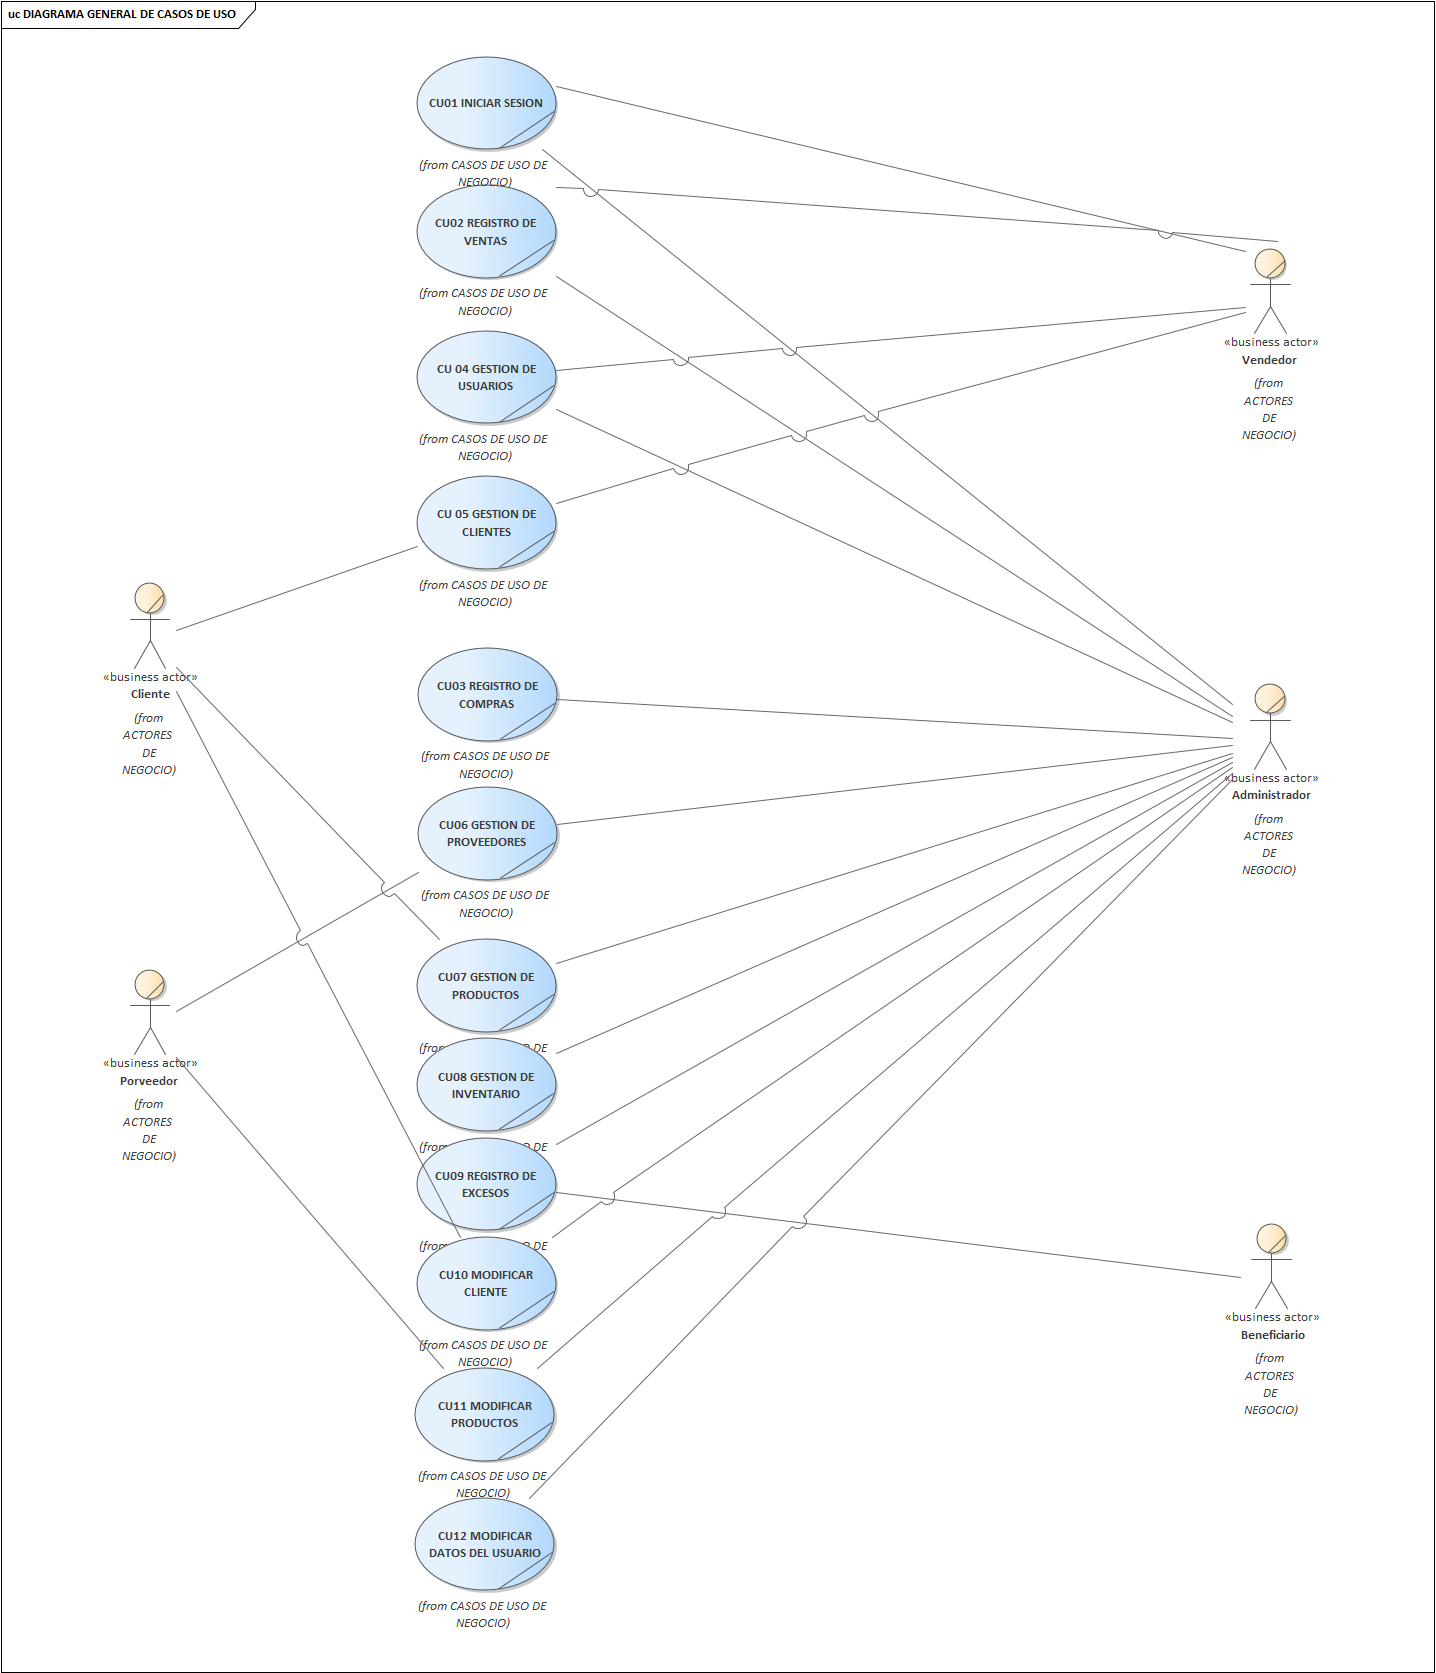 uc DIAGRAMA GENERAL DE CASOS DE USO
CU01 INICIAR SESION
(from CASOS DE USO DE
NEGOCIO)
CU02 REGISTRO DE
VENTAS
(from CASOS DE USO DE
NEGOCIO)
CU 04 GESTION DE
USUARIOS
(from CASOS DE USO DE
NEGOCIO)
CU 05 GESTION DE
CLIENTES
(from CASOS DE USO DE
NEGOCIO)
CU03 REGISTRO DE
COMPRAS
(from CASOS DE USO DE
NEGOCIO)
CU06 GESTION DE
PROVEEDORES
(from CASOS DE USO DE
NEGOCIO)
CU07 GESTION DE
PRODUCTOS
DE
CU08 GESTION DE
INVENTARIO
DE
CU09 REGISTRO DE
EXCESOS
DE
CU10 MODIFICAR
CLIENTE
(from CASOS DE USO DE
NEGOCIO)
CU11 MODIFICAR
PRODUCTOS
(from CASOS DE USO DE
NEGOCIO)
CU12 MODIFICAR
DATOS DEL USUARIO
(from CASOS DE USO DE
NEGOCIO)
«business actor»
Cliente
(from
ACTORES
DE
NEGOCIO)
«business actor»
Porveedor
(from
ACTORES
DE
NEGOCIO)
«business actor»
Vendedor
(from
ACTORES
DE
NEGOCIO)
«business actor»
Administrador
(from
ACTORES
DE
NEGOCIO)
«business actor»
Beneficiario
(from
ACTORES
DE
NEGOCIO)